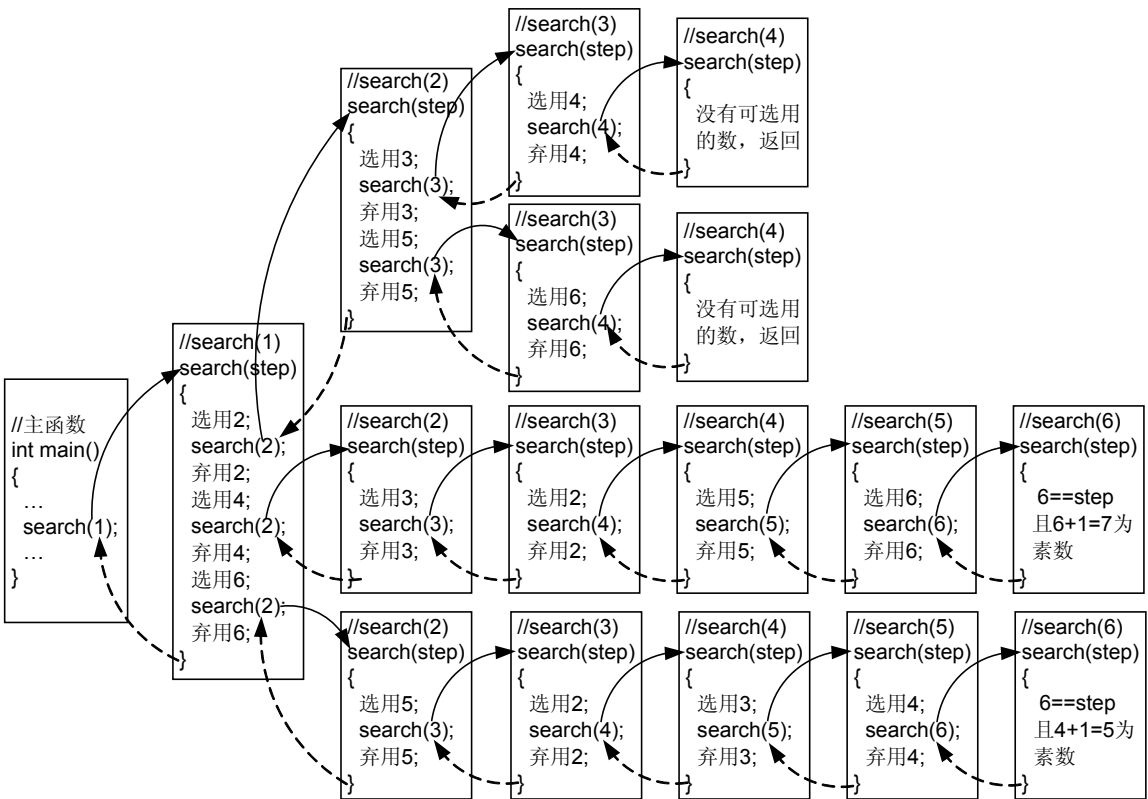 //主函数
int main()
{
…
search(1);
…
}
//search(1)
search(step)
{
选用2;
search(2);
弃用2;
选用4;
search(2);
弃用4;
选用6;
search(2);
弃用6;
}
//search(2)
search(step)
{
选用3;
search(3);
弃用3;
选用5;
search(3);
弃用5;
}
//search(3)
search(step)
{
选用4;
search(4);
弃用4;
}
//search(4)
search(step)
{
没有可选用
的数，返回
}
//search(3)
search(step)
{
选用6;
search(4);
弃用6;
}
//search(4)
search(step)
{
没有可选用
的数，返回
}
//search(2)
search(step)
{
选用3;
search(3);
弃用3;
}
//search(3)
search(step)
{
选用2;
search(4);
弃用2;
}
//search(4)
search(step)
{
选用5;
search(5);
弃用5;
}
//search(5)
search(step)
{
选用6;
search(6);
弃用6;
}
//search(6)
search(step)
{
6==step
且6+1=7为
素数
}
//search(2)
search(step)
{
选用5;
search(3);
弃用5;
}
//search(3)
search(step)
{
选用2;
search(4);
弃用2;
}
//search(4)
search(step)
{
选用3;
search(5);
弃用3;
}
//search(5)
search(step)
{
选用4;
search(6);
弃用4;
}
//search(6)
search(step)
{
6==step
且4+1=5为
素数
}